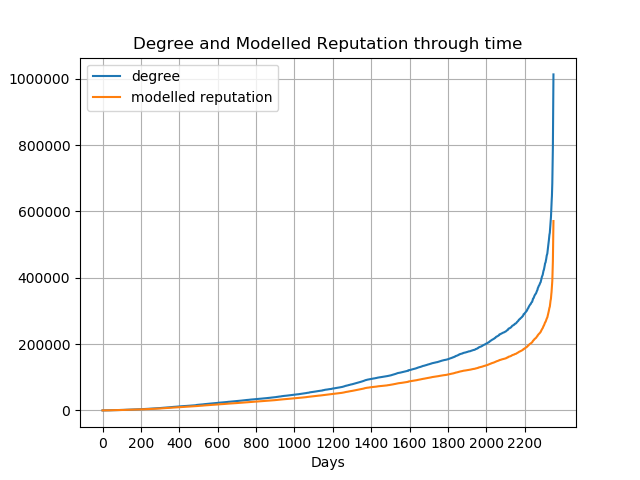 Degree and Modelled Reputation through time
degree
modelled reputation
1000000
800000
600000
400000
200000
0
0 200 400 600 800 1000 1200 1400 1600 1800 2000 2200
Days